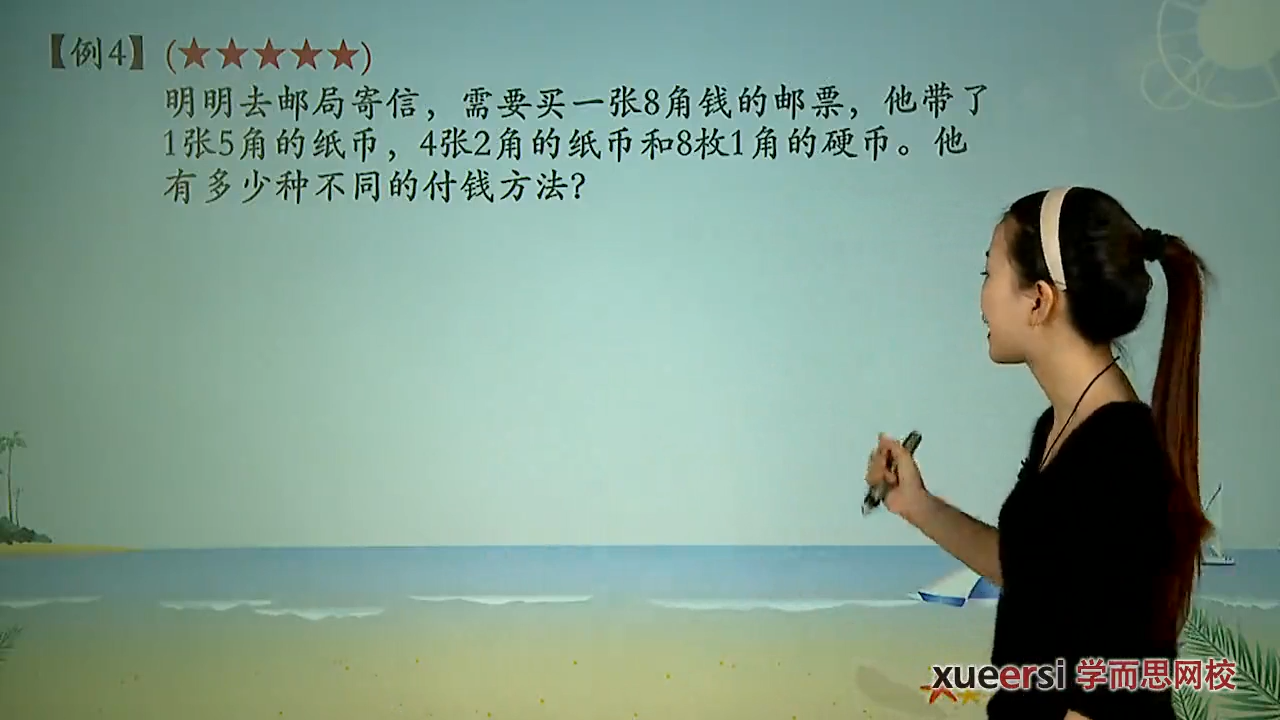 【例4】(★★★★★)
明明去邮局寄信，需要买一张8角钱的邮票，他带了
1张5角的纸币，4张2角的纸币和8枚1角的硬币。他
有多少种不同的付钱方法？
xueersi 学而思网校